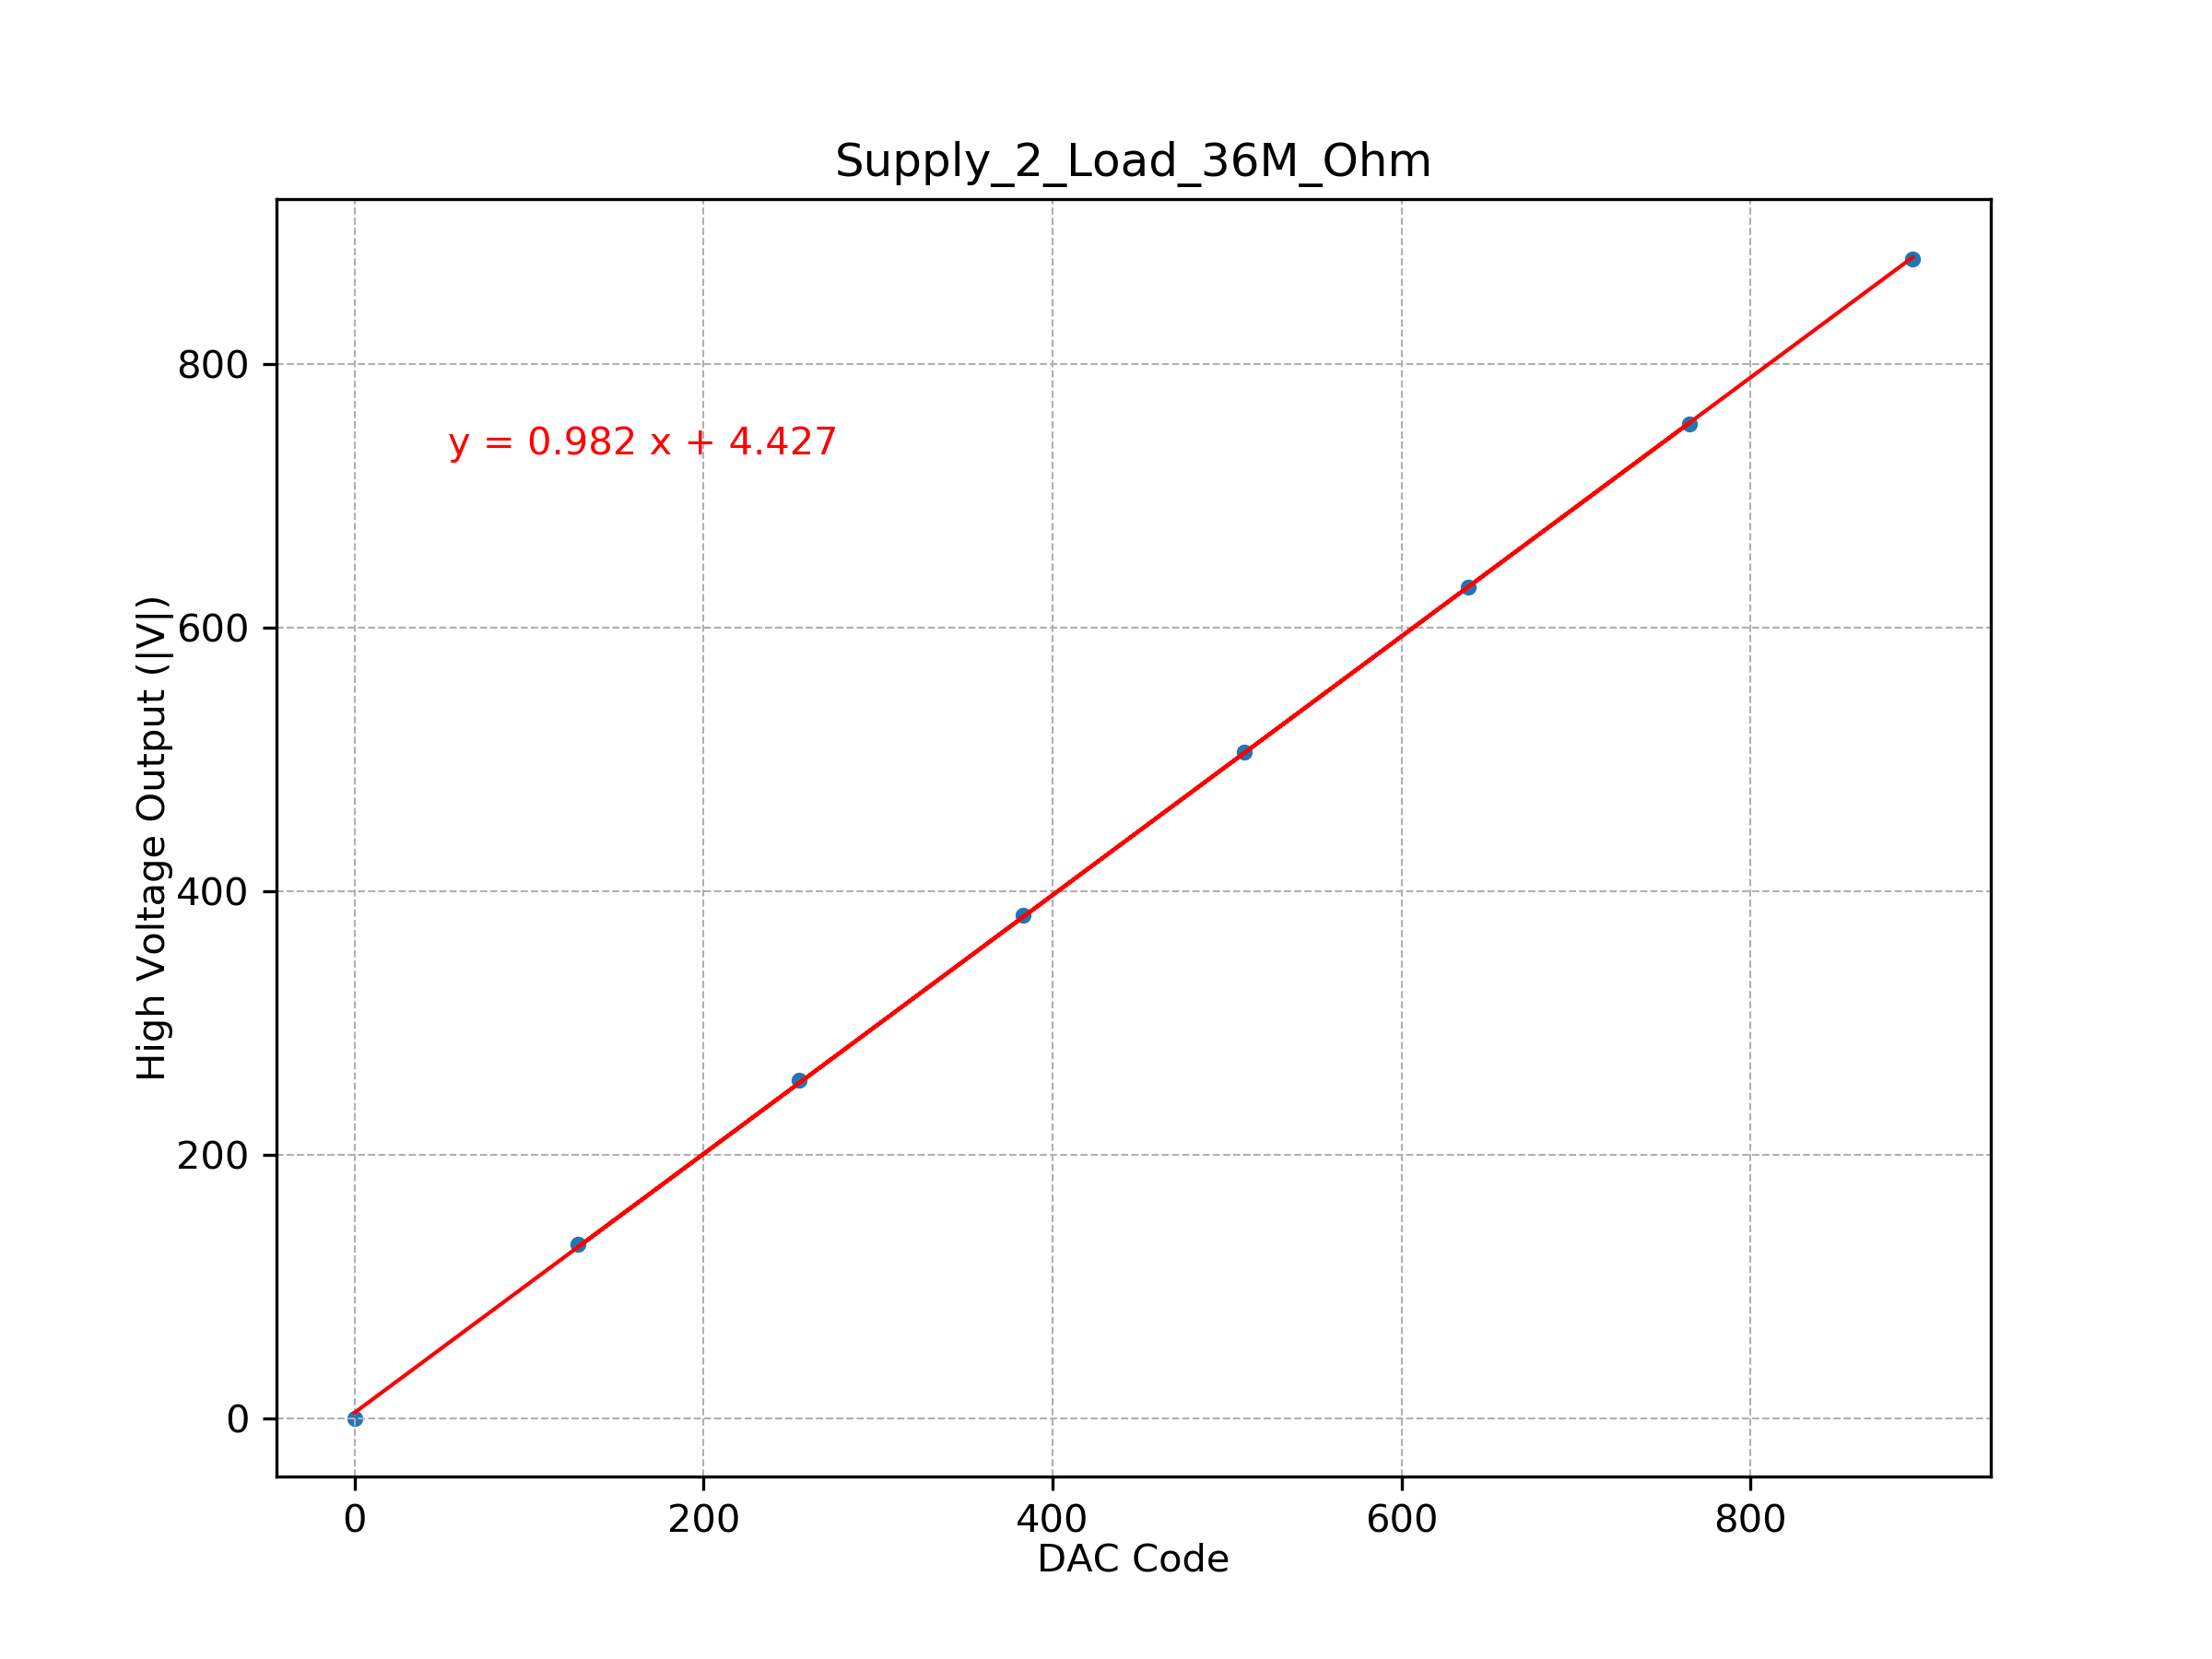 Supply_2_Load_36M_Ohm
High Voltage Output (|V|)
800
600
400
200
0
y = 0.982 x + 4.427
0 200 400 600 800
DAC Code